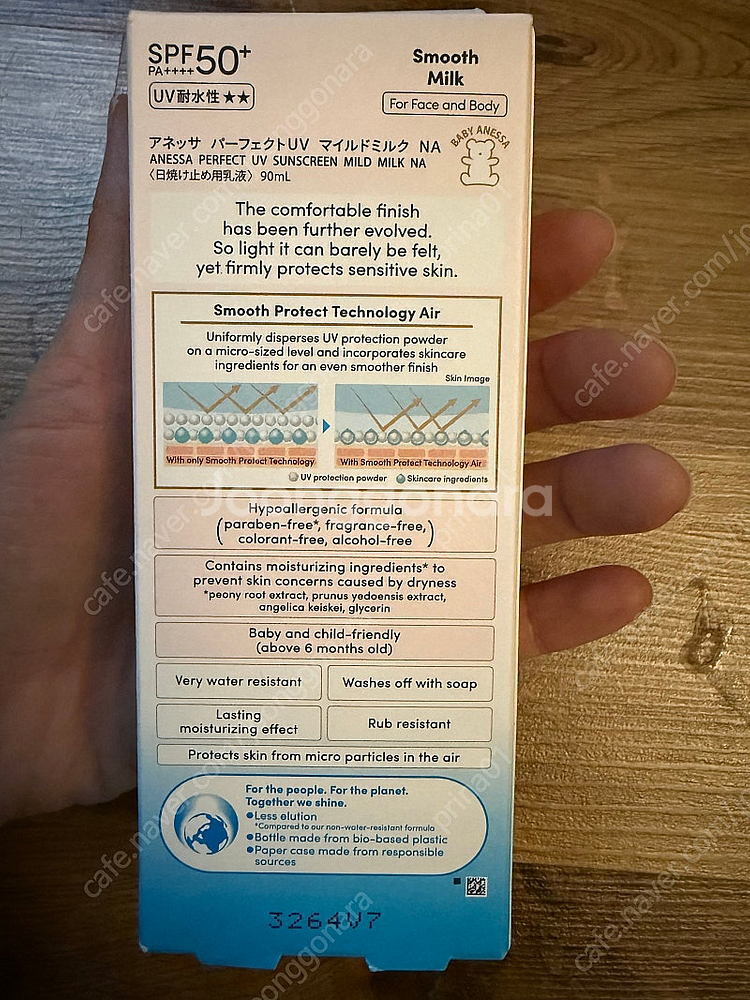 SPF50+
PA++++
UV耐水性★★
Smooth
Milk
For Face and Body
アネッサ パーフェクトUV マイルドミルク NA
ANESSA PERFECT UV SUNSCREEN MILD MILK NA
〈日焼け止め用乳液〉 90mL
BABY ANESSA
The comfortable finish
has been further evolved.
So light it can barely be felt,
yet firmly protects sensitive skin.
Smooth Protect Technology Air
Uniformly disperses UV protection powder
on a micro-sized level and incorporates skincare
ingredients for an even smoother finish
Skin Image
With only Smooth Protect Technology
With Smooth Protect Technology Air
UV protection powder
Skincare ingredients
Joonggonara
Hypoallergenic formula
(paraben-free*, fragrance-free,
colorant-free, alcohol-free)
Contains moisturizing ingredients* to
prevent skin concerns caused by dryness
*peony root extract, prunus yedoensis extract,
angelica keiskei, glycerin
Baby and child-friendly
(above 6 months old)
Very water resistant
Washes off with soap
Lasting
moisturizing effect
Rub resistant
Protects skin from micro particles in the air
For the people. For the planet.
Together we shine.
●Less elution
*Compared to our non-water-resistant formula
●Bottle made from bio-based plastic
●Paper case made from responsible
sources
3264V7
cafe.naver.com/jo